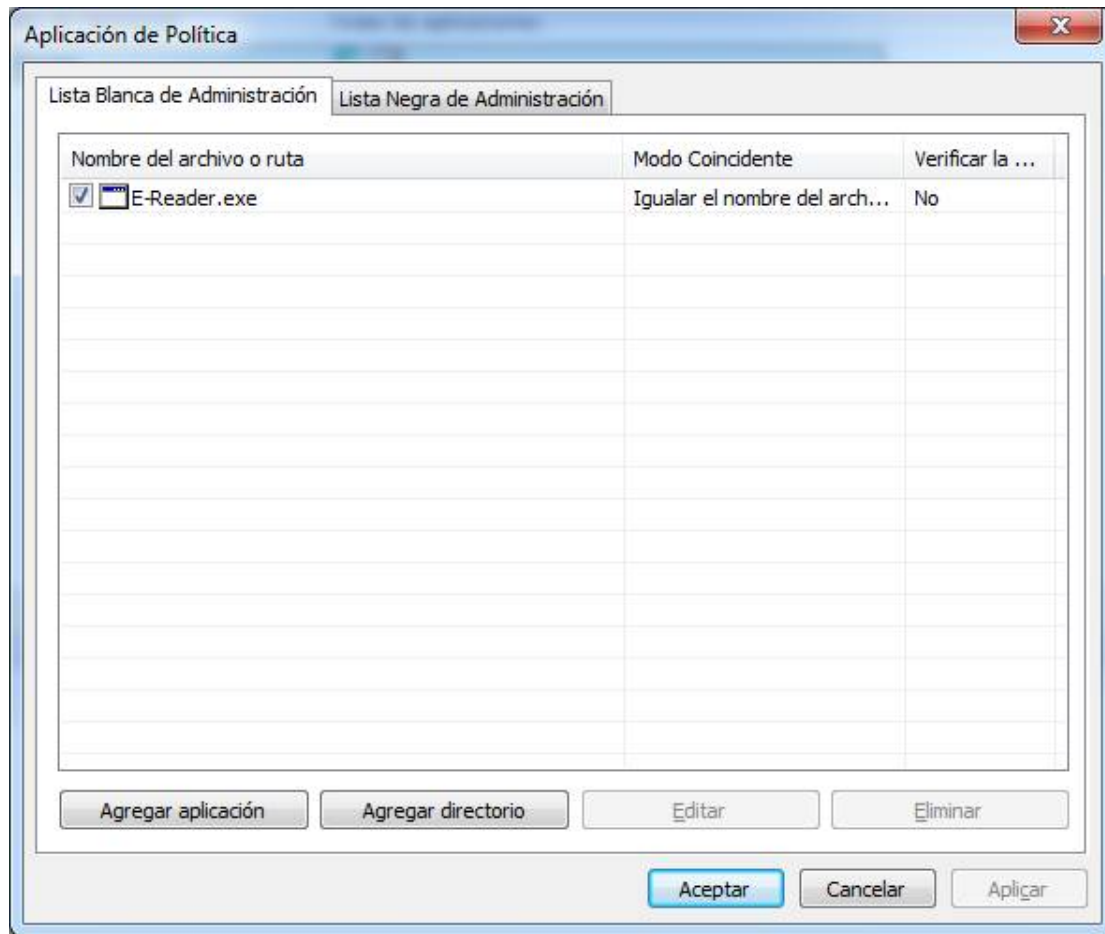 Aplicación de Política
Lista Blanca de Administración Lista Negra de Administración
Nombre del archivo o ruta Modo Coincidente Verificar la ...
E-Reader.exe Igualar el nombre del arch... No
Agregar aplicación Agregar directorio Editar Eliminar
Aceptar Cancelar Aplicar